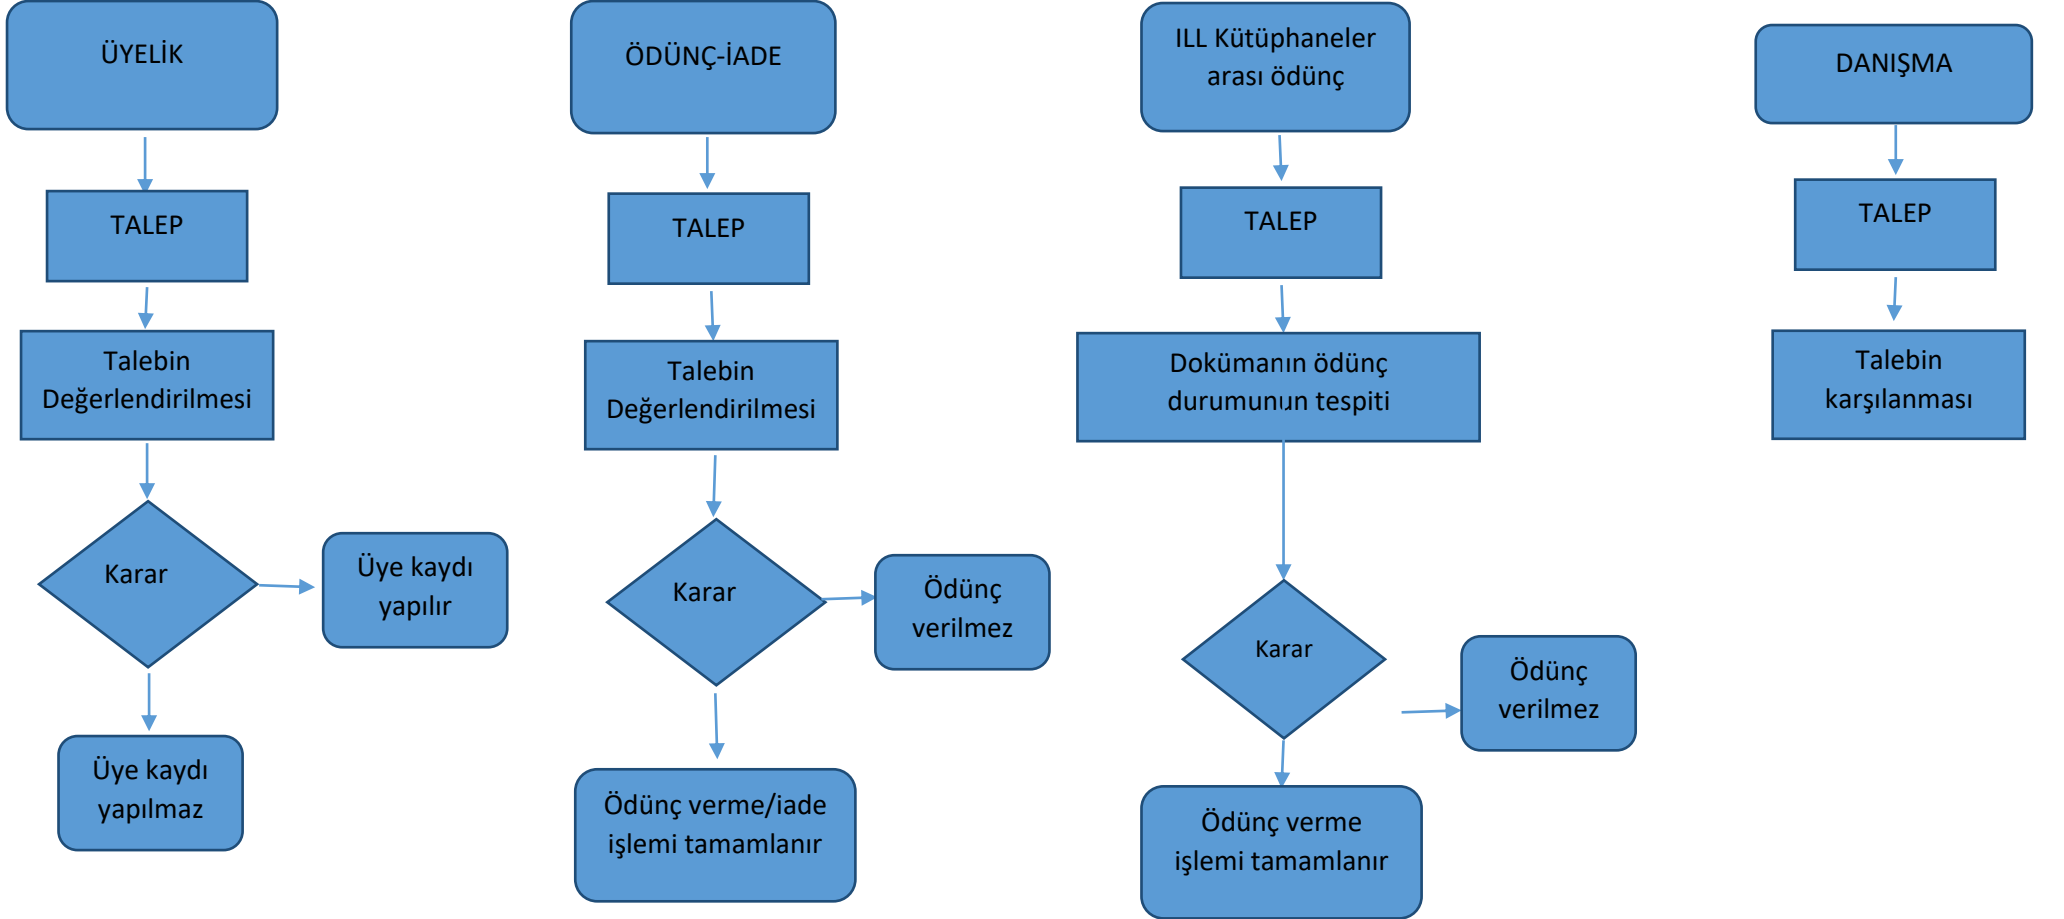 ÜYELİK
TALEP
Talebin
Değerlendirilmesi
Karar
Üye kaydı
yapılır
Üye kaydı
yapılmaz
ÖDÜNÇ-İADE
TALEP
Talebin
Değerlendirilmesi
Karar
Ödünç
verilmez
Ödünç verme/iade
işlemi tamamlanır
ILL Kütüphaneler
arası ödünç
TALEP
Dokümanın ödünç
durumunun tespiti
Karar
Ödünç
verilmez
Ödünç verme
işlemi tamamlanır
DANIŞMA
TALEP
Talebin
karşılanması